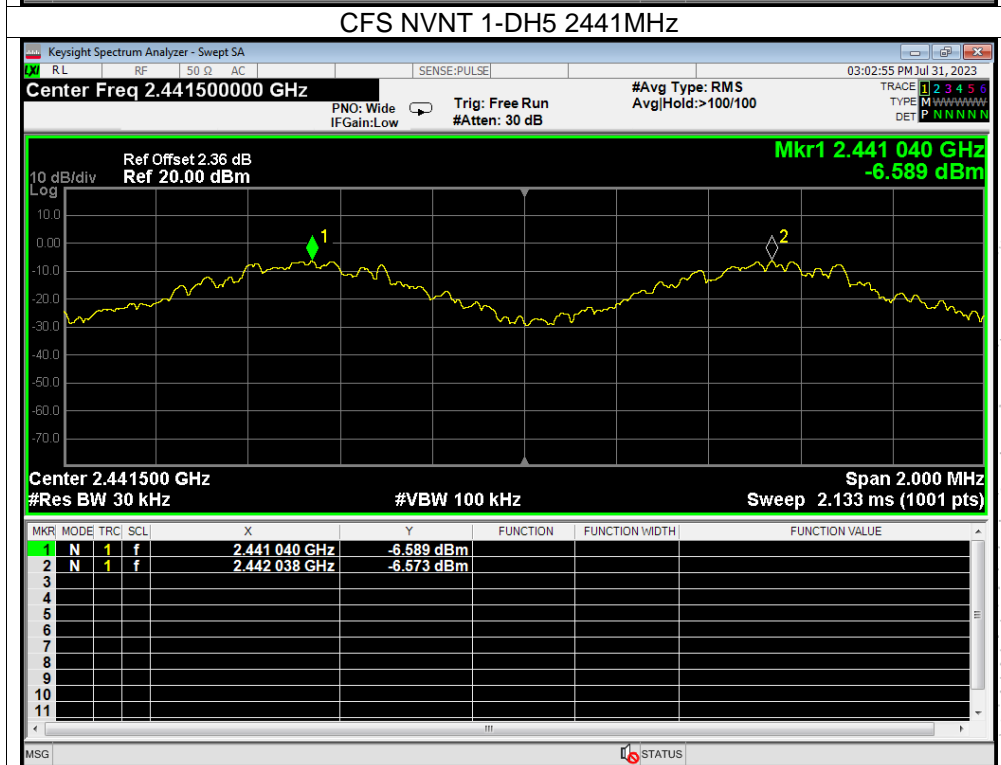 CFS NVNT 1-DH5 2441MHz
Keysight Spectrum Analyzer - Swept SA
LXI RL RF 50 Ω AC SENSE:PULSE 03:02:55 PM Jul 31, 2023
Center Freq 2.441500000 GHz #Avg Type: RMS TRACE 1 2 3 4 5 6
PNO: Wide Trig: Free Run Avg|Hold:>100/100 TYPE M WWWWW
IFGain:Low #Atten: 30 dB DET P N N N N N
Mkr1 2.441 040 GHz
Ref Offset 2.36 dB
10 dB/div Ref 20.00 dBm -6.589 dBm
Log
10.0
1 2
0.00
-10.0
-20.0
-30.0
-40.0
-50.0
-60.0
-70.0
Center 2.441500 GHz Span 2.000 MHz
#Res BW 30 kHz #VBW 100 kHz Sweep 2.133 ms (1001 pts)
MKR MODE TRC SCL X Y FUNCTION FUNCTION WIDTH FUNCTION VALUE
1 N 1 f 2.441 040 GHz -6.589 dBm
2 N 1 f 2.442 038 GHz -6.573 dBm
3
4
5
6
7
8
9
10
11
MSG STATUS